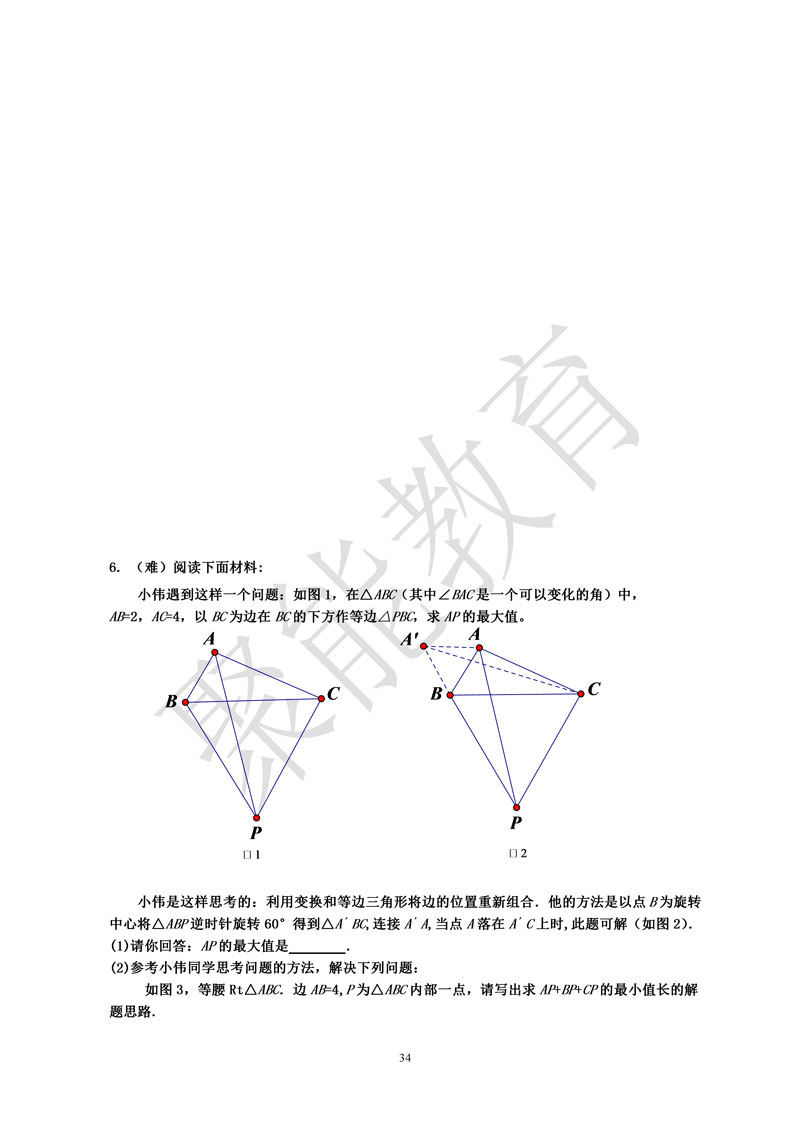 聚能教育
6. （难）阅读下面材料:
小伟遇到这样一个问题：如图 1，在△ABC（其中∠BAC 是一个可以变化的角）中，
AB=2，AC=4，以 BC 为边在 BC 的下方作等边△PBC，求 AP 的最大值。
A
B
C
P
□ 1
A'
A
B
C
P
□ 2
小伟是这样思考的：利用变换和等边三角形将边的位置重新组合．他的方法是以点 B 为旋转
中心将△ABP 逆时针旋转 60° 得到△A′BC, 连接 A′A, 当点 A 落在 A′C 上时, 此题可解（如图 2）．
(1)请你回答：AP 的最大值是________．
(2)参考小伟同学思考问题的方法，解决下列问题：
如图 3，等腰 Rt△ABC．边 AB=4, P 为△ABC 内部一点，请写出求 AP+BP+CP 的最小值长的解
题思路．
34